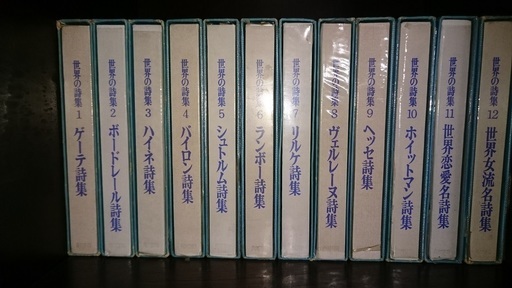 世界の詩集 1 ゲーテ詩集
世界の詩集 2 ボードレール詩集
世界の詩集 3 ハイネ詩集
世界の詩集 4 バイロン詩集
世界の詩集 5 シュトルム詩集
世界の詩集 6 ランボー詩集
世界の詩集 7 リルケ詩集
世界の詩集 8 ヴェルレーヌ詩集
世界の詩集 9 ヘッセ詩集
世界の詩集 10 ホイットマン詩集
世界の詩集 11 世界恋愛名詩集
世界の詩集 12 世界女流名詩集